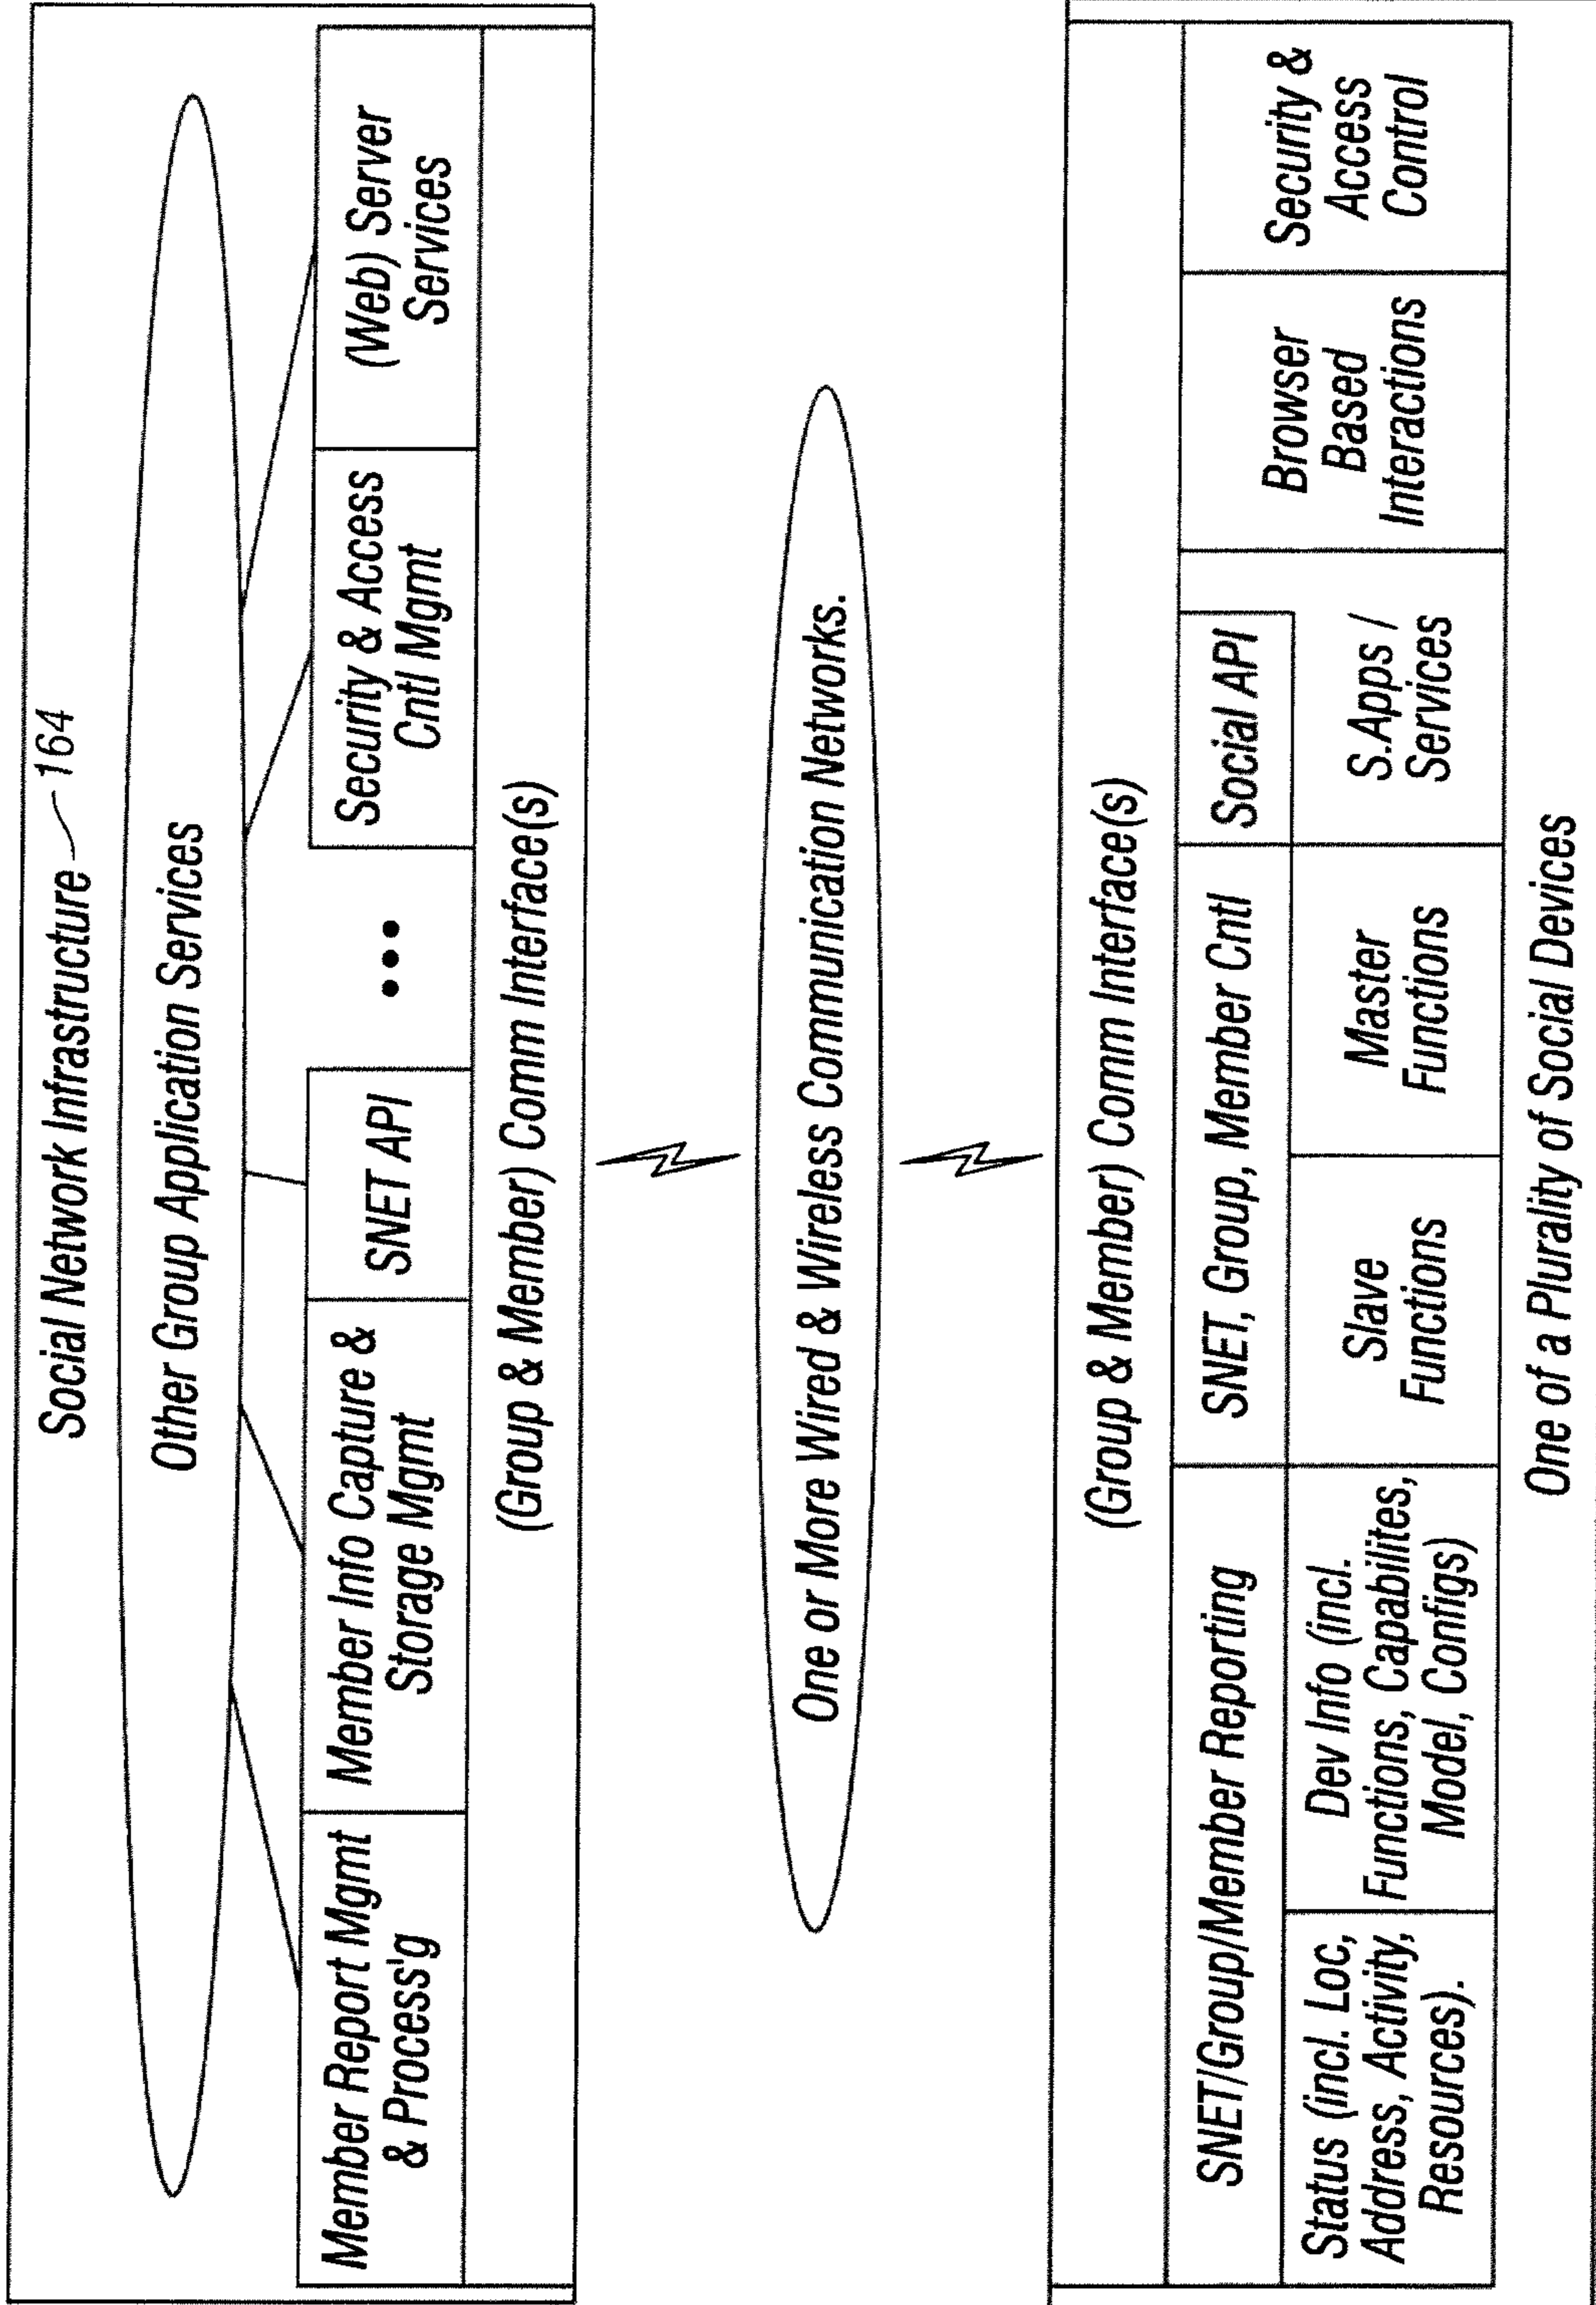 Social Network Infrastructure 164
Other Group Application Services
Member Report Mgmt
& Process'g
Member Info Capture &
Storage Mgmt
SNET API
•••
Security & Access
Cntl Mgmt
(Web) Server
Services
(Group & Member) Comm Interface(s)
One or More Wired & Wireless Communication Networks.
(Group & Member) Comm Interface(s)
SNET/Group/Member Reporting
SNET, Group, Member Cntl
Social API
Status (incl. Loc,
Address, Activity,
Resources).
Dev Info (incl.
Functions, Capabilites,
Model, Configs)
Slave
Functions
Master
Functions
S.Apps /
Services
Browser
Based
Interactions
Security &
Access
Control
One of a Plurality of Social Devices